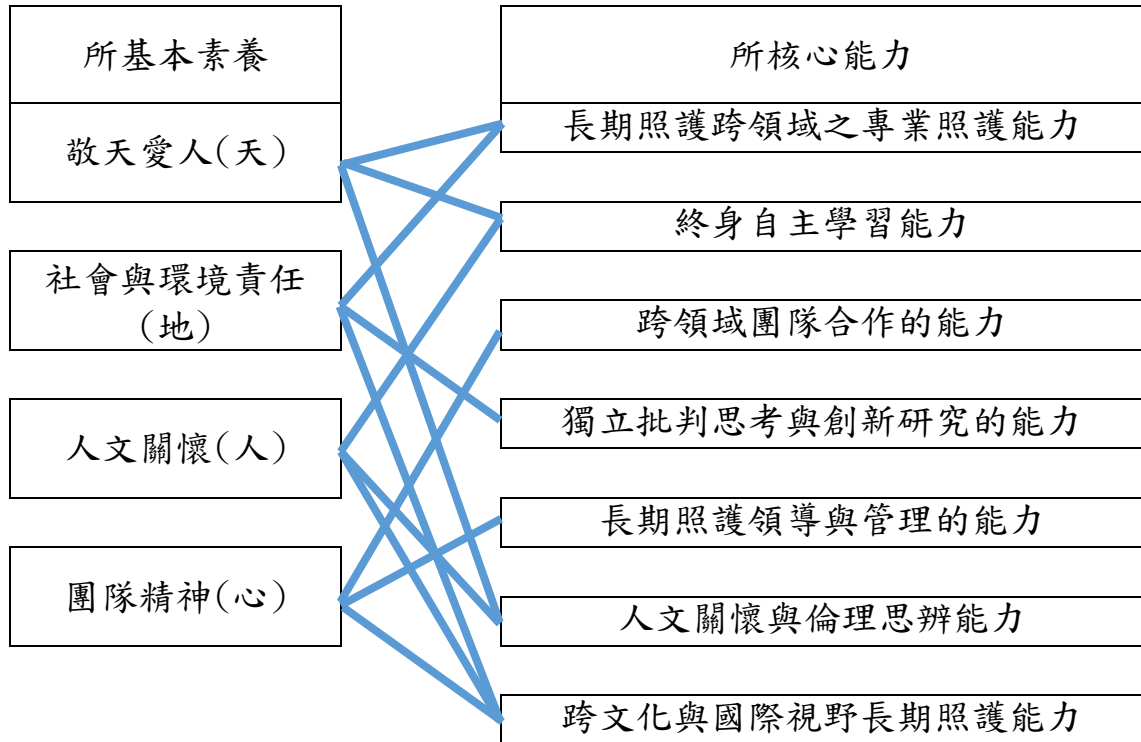 所基本素養
敬天愛人(天)
社會與環境責任
(地)
人文關懷(人)
團隊精神(心)
所核心能力
長期照護跨領域之專業照護能力
終身自主學習能力
跨領域團隊合作的能力
獨立批判思考與創新研究的能力
長期照護領導與管理的能力
人文關懷與倫理思辨能力
跨文化與國際視野長期照護能力